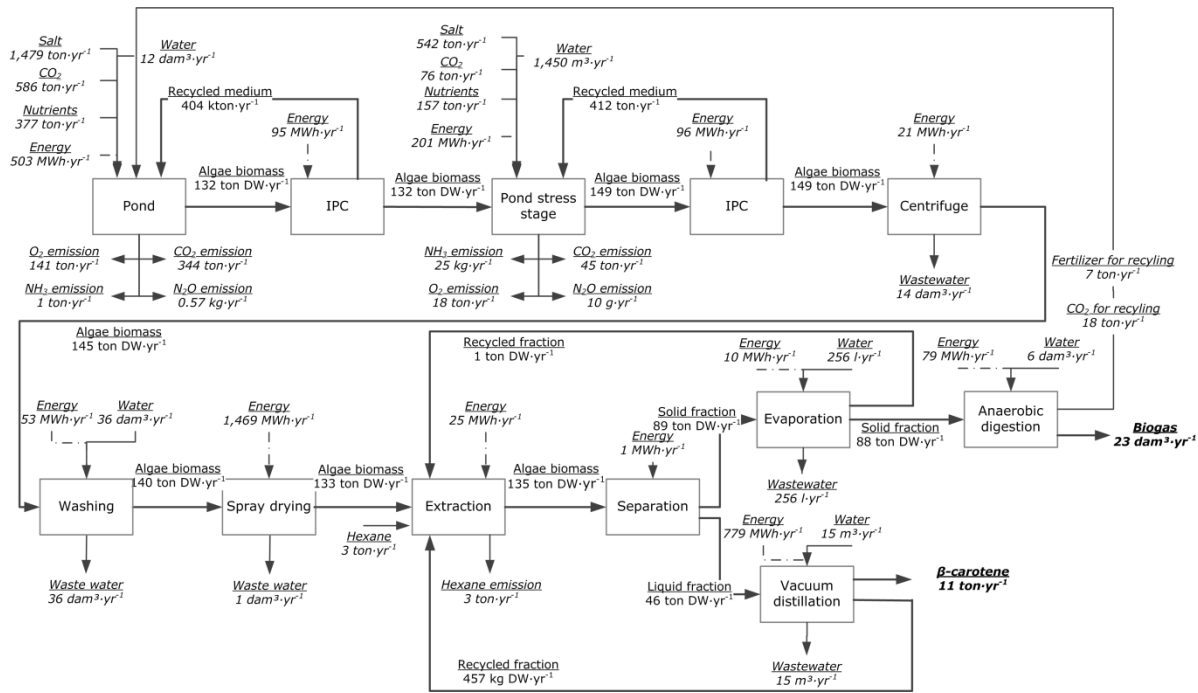 Salt
1,479 ton·yr⁻¹
Water
12 dam³·yr⁻¹
CO₂
586 ton·yr⁻¹
Nutrients
377 ton·yr⁻¹
Energy
503 MWh·yr⁻¹
Recycled medium
404 kton·yr⁻¹
Energy
95 MWh·yr⁻¹
Salt
542 ton·yr⁻¹
Water
1,450 m³·yr⁻¹
CO₂
76 ton·yr⁻¹
Nutrients
157 ton·yr⁻¹
Energy
201 MWh·yr⁻¹
Recycled medium
412 ton·yr⁻¹
Energy
96 MWh·yr⁻¹
Energy
21 MWh·yr⁻¹
Pond
Algae biomass
132 ton DW·yr⁻¹
IPC
Algae biomass
132 ton DW·yr⁻¹
Pond stress
stage
Algae biomass
149 ton DW·yr⁻¹
IPC
Algae biomass
149 ton DW·yr⁻¹
Centrifuge
O₂ emission
141 ton·yr⁻¹
CO₂ emission
344 ton·yr⁻¹
NH₃ emission
1 ton·yr⁻¹
N₂O emission
0.57 kg·yr⁻¹
NH₃ emission
25 kg·yr⁻¹
CO₂ emission
45 ton·yr⁻¹
O₂ emission
18 ton·yr⁻¹
N₂O emission
10 g·yr⁻¹
Wastewater
14 dam³·yr⁻¹
Fertilizer for recyling
7 ton·yr⁻¹
CO₂ for recyling
18 ton·yr⁻¹
Algae biomass
145 ton DW·yr⁻¹
Recycled fraction
1 ton DW·yr⁻¹
Energy
10 MWh·yr⁻¹
Water
256 l·yr⁻¹
Energy
79 MWh·yr⁻¹
Water
6 dam³·yr⁻¹
Energy
53 MWh·yr⁻¹
Water
36 dam³·yr⁻¹
Energy
1,469 MWh·yr⁻¹
Energy
25 MWh·yr⁻¹
Solid fraction
89 ton DW·yr⁻¹
Evaporation
Solid fraction
88 ton DW·yr⁻¹
Anaerobic
digestion
Biogas
23 dam³·yr⁻¹
Energy
1 MWh·yr⁻¹
Washing
Algae biomass
140 ton DW·yr⁻¹
Spray drying
Algae biomass
133 ton DW·yr⁻¹
Extraction
Algae biomass
135 ton DW·yr⁻¹
Separation
Wastewater
256 l·yr⁻¹
Hexane
3 ton·yr⁻¹
Energy
779 MWh·yr⁻¹
Water
15 m³·yr⁻¹
Waste water
36 dam³·yr⁻¹
Waste water
1 dam³·yr⁻¹
Hexane emission
3 ton·yr⁻¹
Liquid fraction
46 ton DW·yr⁻¹
Vacuum
distillation
β-carotene
11 ton·yr⁻¹
Recycled fraction
457 kg DW·yr⁻¹
Wastewater
15 m³·yr⁻¹